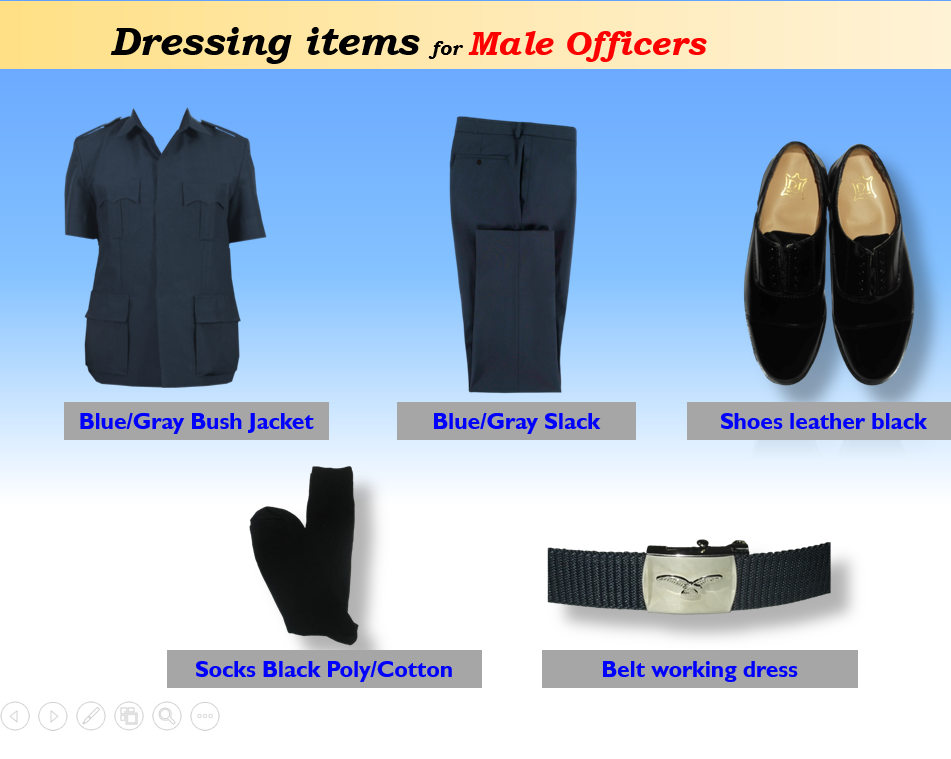 Dressing items for Male Officers
Blue/Gray Bush Jacket
Blue/Gray Slack
Shoes leather black
Socks Black Poly/Cotton
Belt working dress